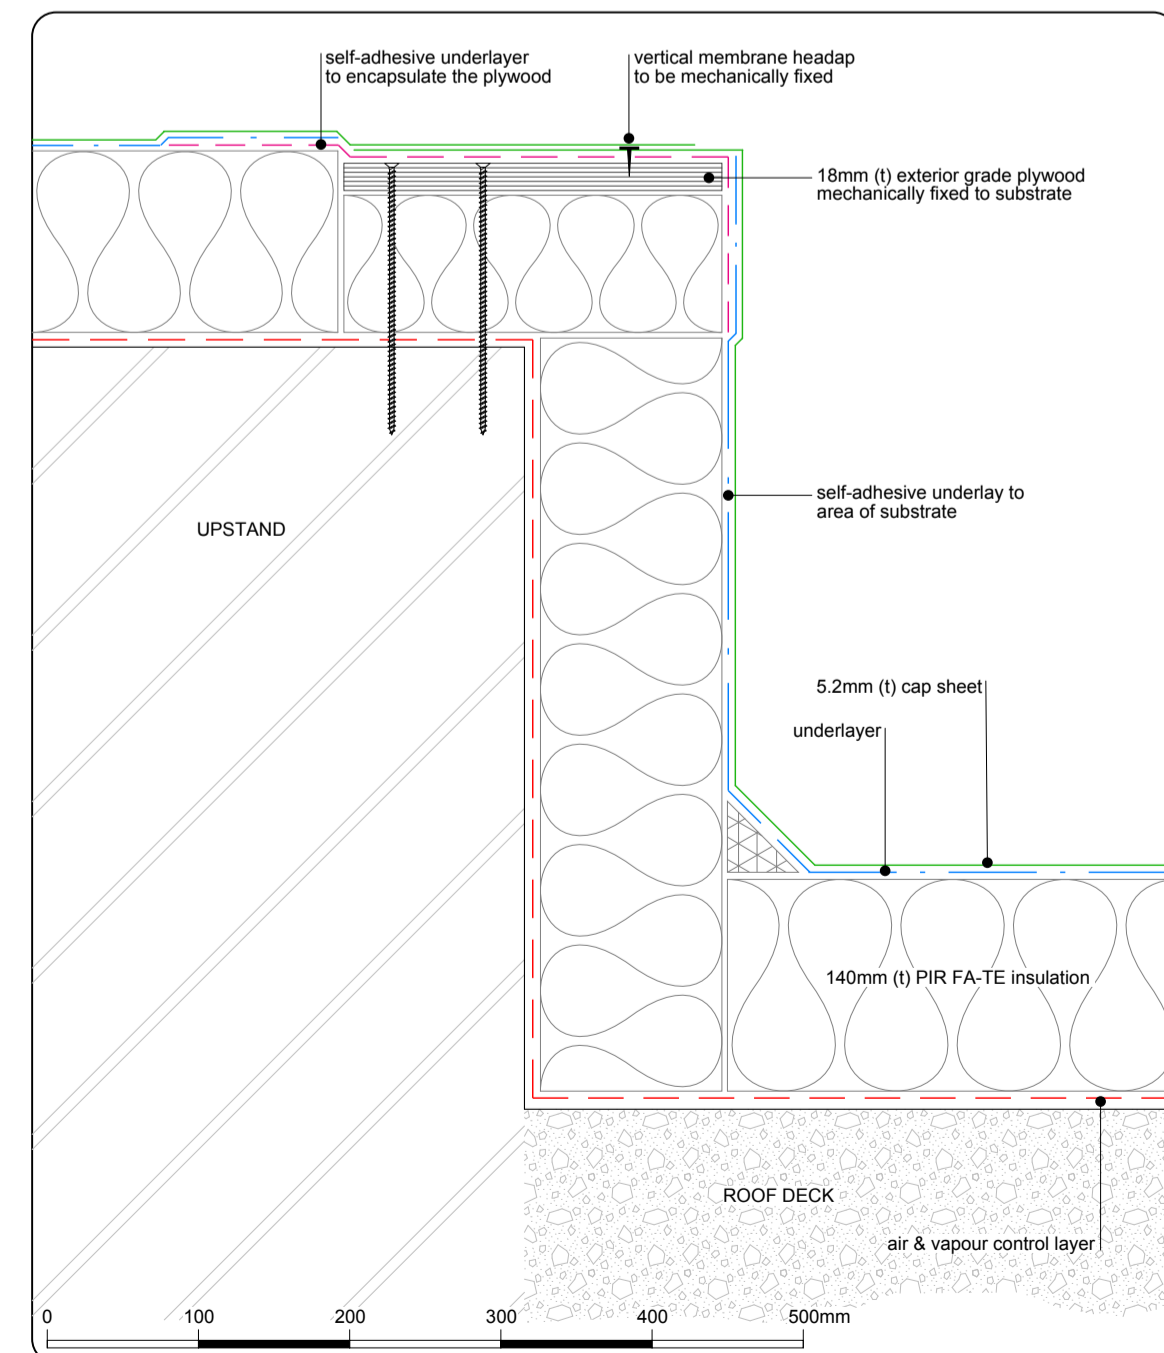 self-adhesive underlayer
to encapsulate the plywood
vertical membrane headap
to be mechanically fixed
18mm (t) exterior grade plywood
mechanically fixed to substrate
UPSTAND
self-adhesive underlay to
area of substrate
5.2mm (t) cap sheet
underlayer
140mm (t) PIR FA-TE insulation
ROOF DECK
air & vapour control layer
0 100 200 300 400 500mm